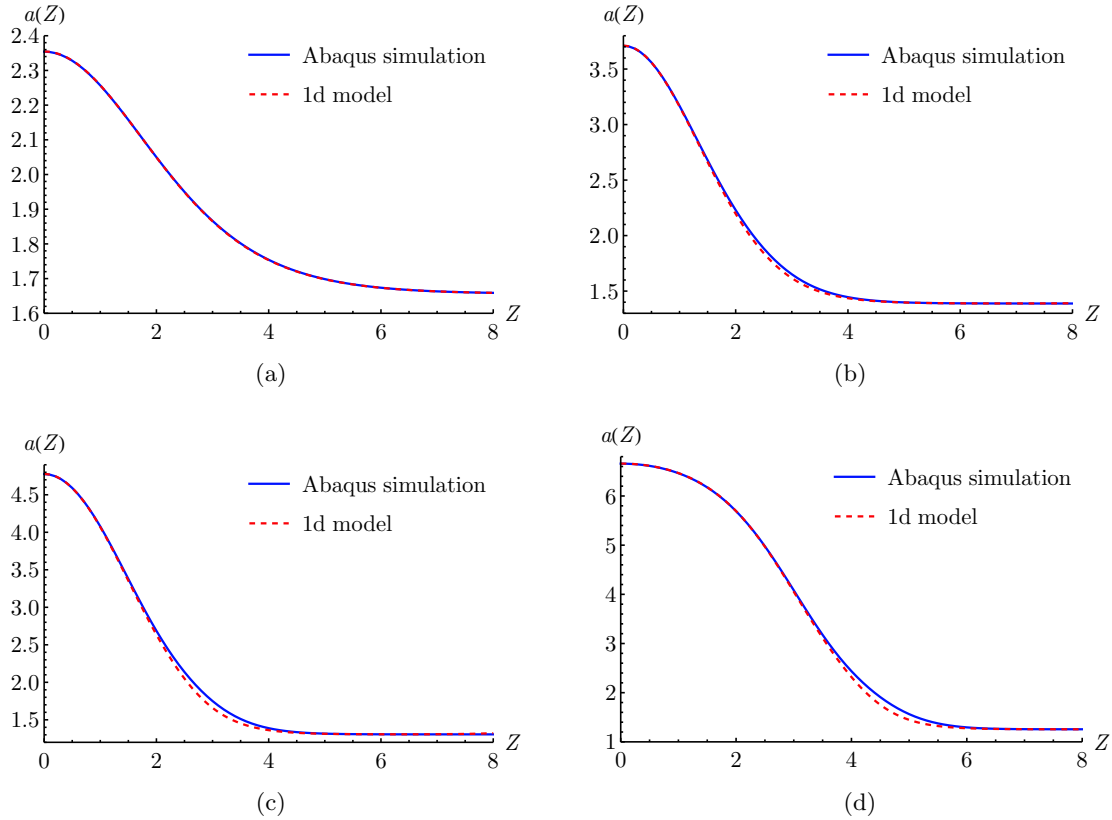 a(Z)
2.4
2.3
2.2
2.1
2.0
1.9
1.8
1.7
1.6
0 2 4 6 8 Z
Abaqus simulation
1d model
(a)
a(Z)
3.5
3.0
2.5
2.0
1.5
0 2 4 6 8 Z
Abaqus simulation
1d model
(b)
a(Z)
4.5
4.0
3.5
3.0
2.5
2.0
1.5
0 2 4 6 8 Z
Abaqus simulation
1d model
(c)
a(Z)
6
5
4
3
2
1
0 2 4 6 8 Z
Abaqus simulation
1d model
(d)